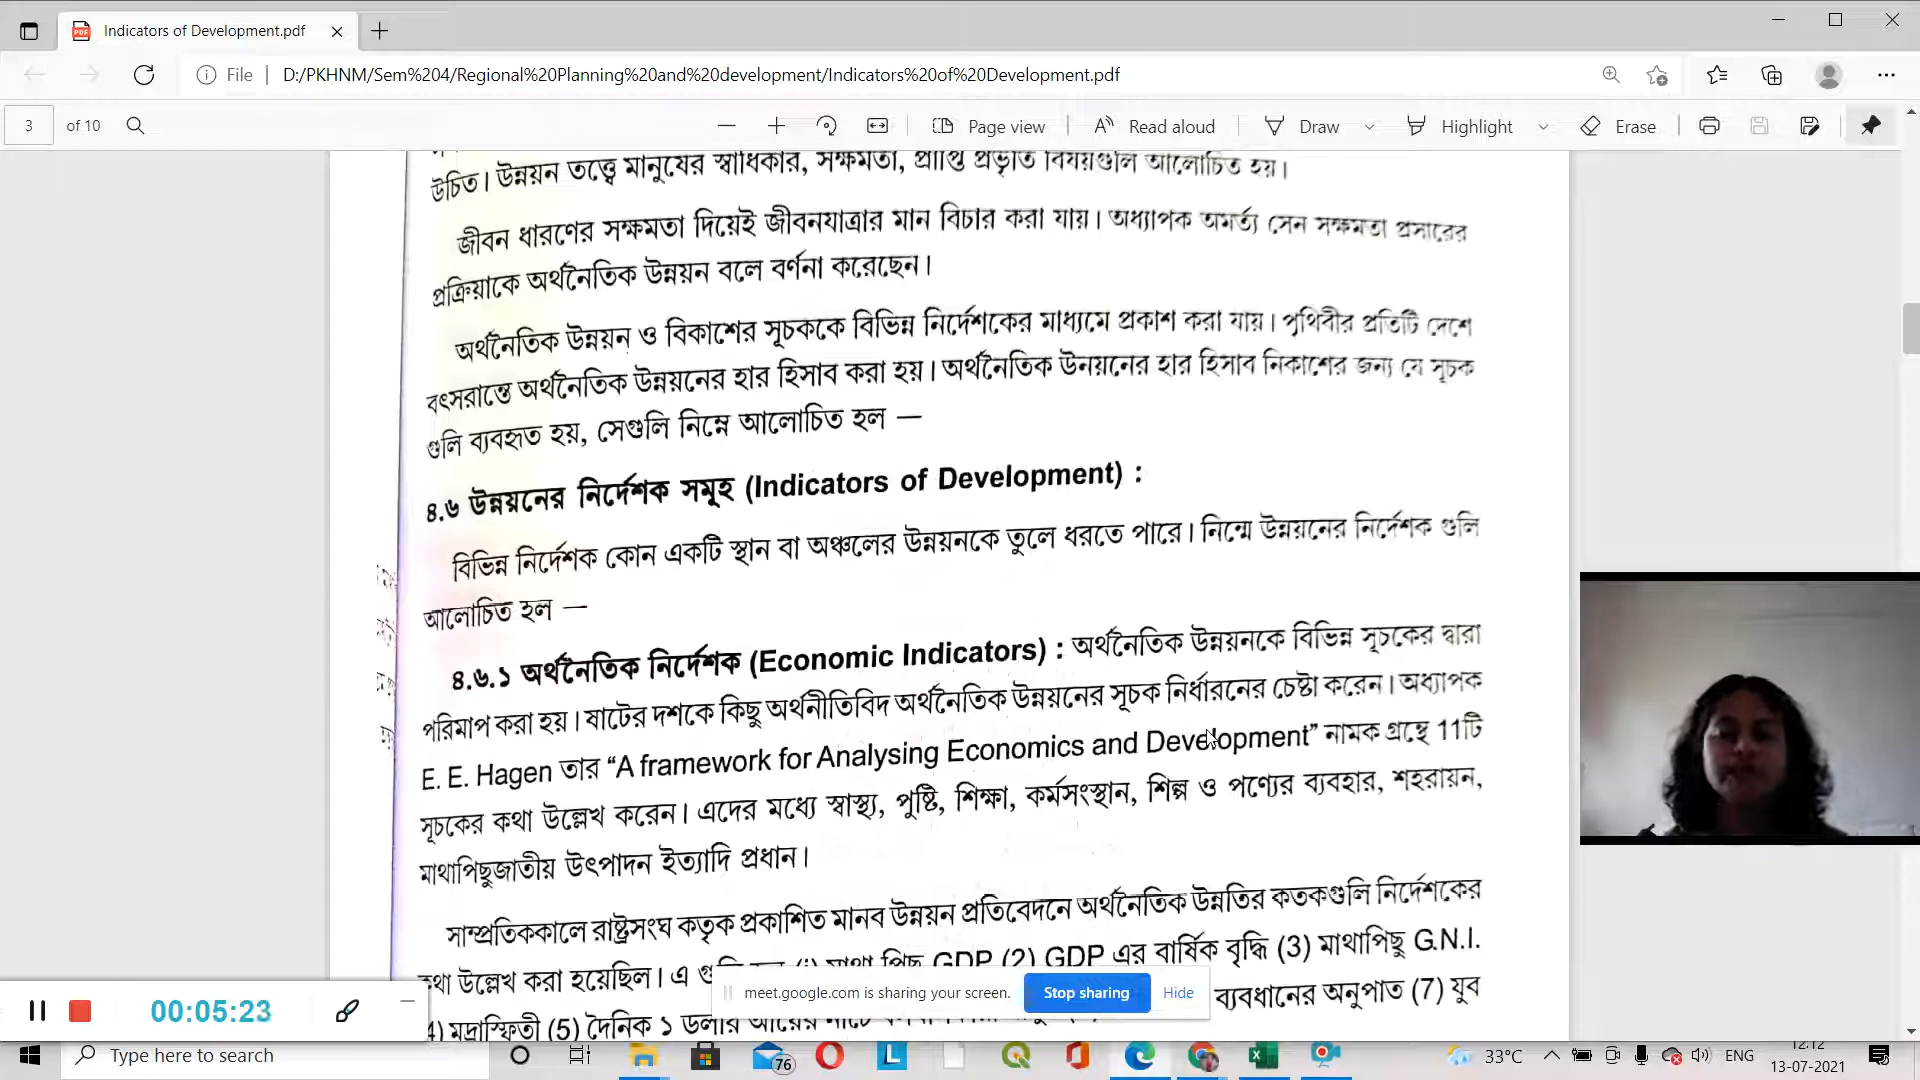 Indicators of Development.pdf
File
D:/PKHNM/Sem%204/Regional%20Planning%20and%20development/Indicators%20of%20Development.pdf
3 of 10
Page view
Read aloud
Draw
Highlight
Erase
উচিত। উন্নয়ন তত্ত্বে মানুষের স্বাধিকার, সক্ষমতা, প্রাপ্তি প্রভৃতি বিষয়গুলি আলোচিত হয়।
জীবন ধারণের সক্ষমতা দিয়েই জীবনযাত্রার মান বিচার করা যায়। অধ্যাপক অমর্ত্য সেন সক্ষমতা প্রসারের
প্রক্রিয়াকে অর্থনৈতিক উন্নয়ন বলে বর্ণনা করেছেন।
অর্থনৈতিক উন্নয়ন ও বিকাশের সূচককে বিভিন্ন নির্দেশকের মাধ্যমে প্রকাশ করা যায়। পৃথিবীর প্রতিটি দেশে
বৎসরান্তে অর্থনৈতিক উন্নয়নের হার হিসাব করা হয়। অর্থনৈতিক উনয়নের হার হিসাব নিকাশের জন্য যে সূচক
গুলি ব্যবহৃত হয়, সেগুলি নিম্নে আলোচিত হল —
৪.৬ উন্নয়নের নির্দেশক সমূহ (Indicators of Development) :
বিভিন্ন নির্দেশক কোন একটি স্থান বা অঞ্চলের উন্নয়নকে তুলে ধরতে পারে। নিন্মে উন্নয়নের নির্দেশক গুলি
আলোচিত হল —
৪.৬.১ অর্থনৈতিক নির্দেশক (Economic Indicators) : অর্থনৈতিক উন্নয়নকে বিভিন্ন সূচকের দ্বারা
পরিমাপ করা হয়। ষাটের দশকে কিছু অর্থনীতিবিদ অর্থনৈতিক উন্নয়নের সূচক নির্ধারনের চেষ্টা করেন। অধ্যাপক
E. E. Hagen তার “A framework for Analysing Economics and Development” নামক গ্রন্থে 11টি
সূচকের কথা উল্লেখ করেন। এদের মধ্যে স্বাস্থ্য, পুষ্টি, শিক্ষা, কর্মসংস্থান, শিল্প ও পণ্যের ব্যবহার, শহরায়ন,
মাথাপিছুজাতীয় উৎপাদন ইত্যাদি প্রধান।
সাম্প্রতিককালে রাষ্ট্রসংঘ কতৃক প্রকাশিত মানব উন্নয়ন প্রতিবেদনে অর্থনৈতিক উন্নতির কতকগুলি নির্দেশকের
কথা উল্লেখ করা হয়েছিল। এ GDP (2) GDP এর বার্ষিক বৃদ্ধি (3) মাথাপিছু G.N.I.
মুদ্রাস্ফিতী (5) দৈনিক ১ ডলার ব্যবধানের অনুপাত (7) যুব
00:05:23
meet.google.com is sharing your screen.
Stop sharing
Hide
Type here to search
76
33°C
ENG
12:12
13-07-2021